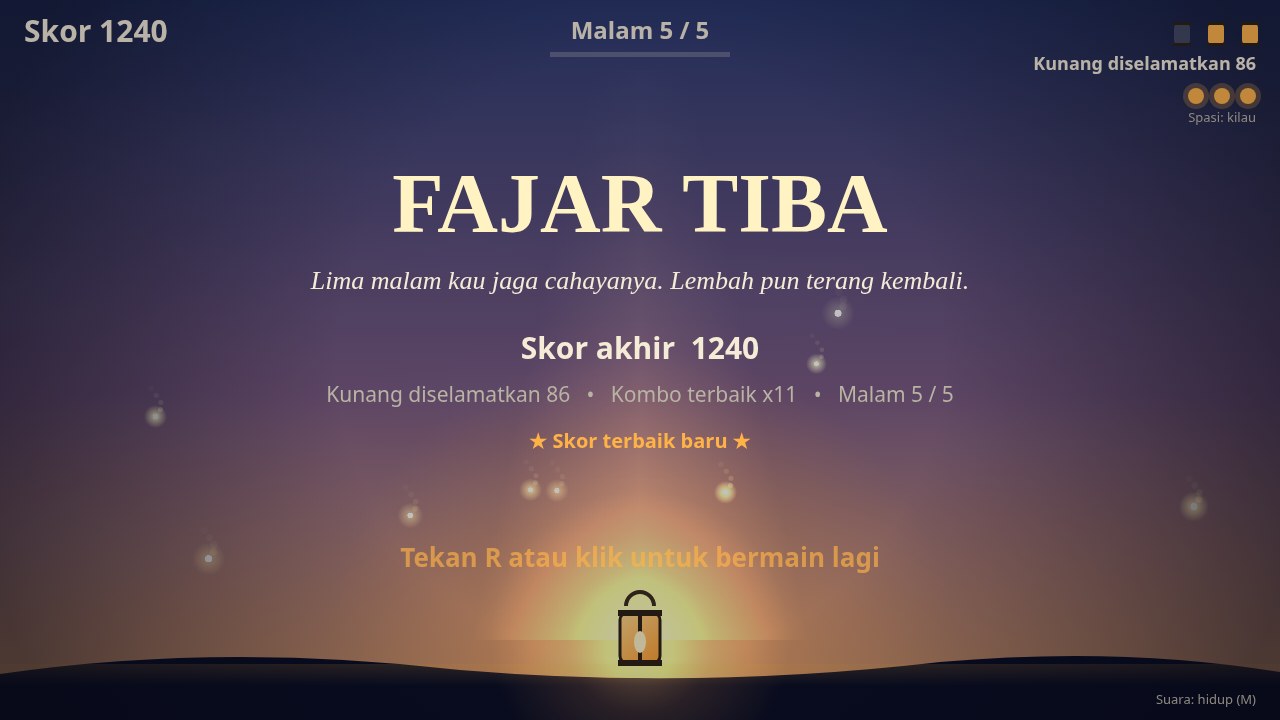 Skor 1240
Malam 5 / 5
Kunang diselamatkan 86
Spasi: kilau
FAJAR TIBA
Lima malam kau jaga cahayanya. Lembah pun terang kembali.
Skor akhir 1240
Kunang diselamatkan 86 • Kombo terbaik x11 • Malam 5 / 5
★ Skor terbaik baru ★
Tekan R atau klik untuk bermain lagi
Suara: hidup (M)